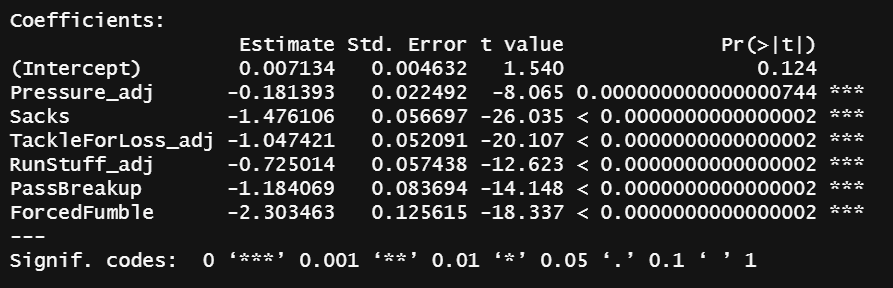 Coefficients:
                  Estimate Std. Error t value             Pr(>|t|)
(Intercept)       0.007134   0.004632   1.540                0.124
Pressure_adj     -0.181393   0.022492  -8.065 0.000000000000000744 ***
Sacks            -1.476106   0.056697 -26.035 < 0.0000000000000002 ***
TackleForLoss_adj -1.047421   0.052091 -20.107 < 0.0000000000000002 ***
RunStuff_adj     -0.725014   0.057438 -12.623 < 0.0000000000000002 ***
PassBreakup      -1.184069   0.083694 -14.148 < 0.0000000000000002 ***
ForcedFumble     -2.303463   0.125615 -18.337 < 0.0000000000000002 ***
---
Signif. codes:  0 ‘***’ 0.001 ‘**’ 0.01 ‘*’ 0.05 ‘.’ 0.1 ‘ ’ 1